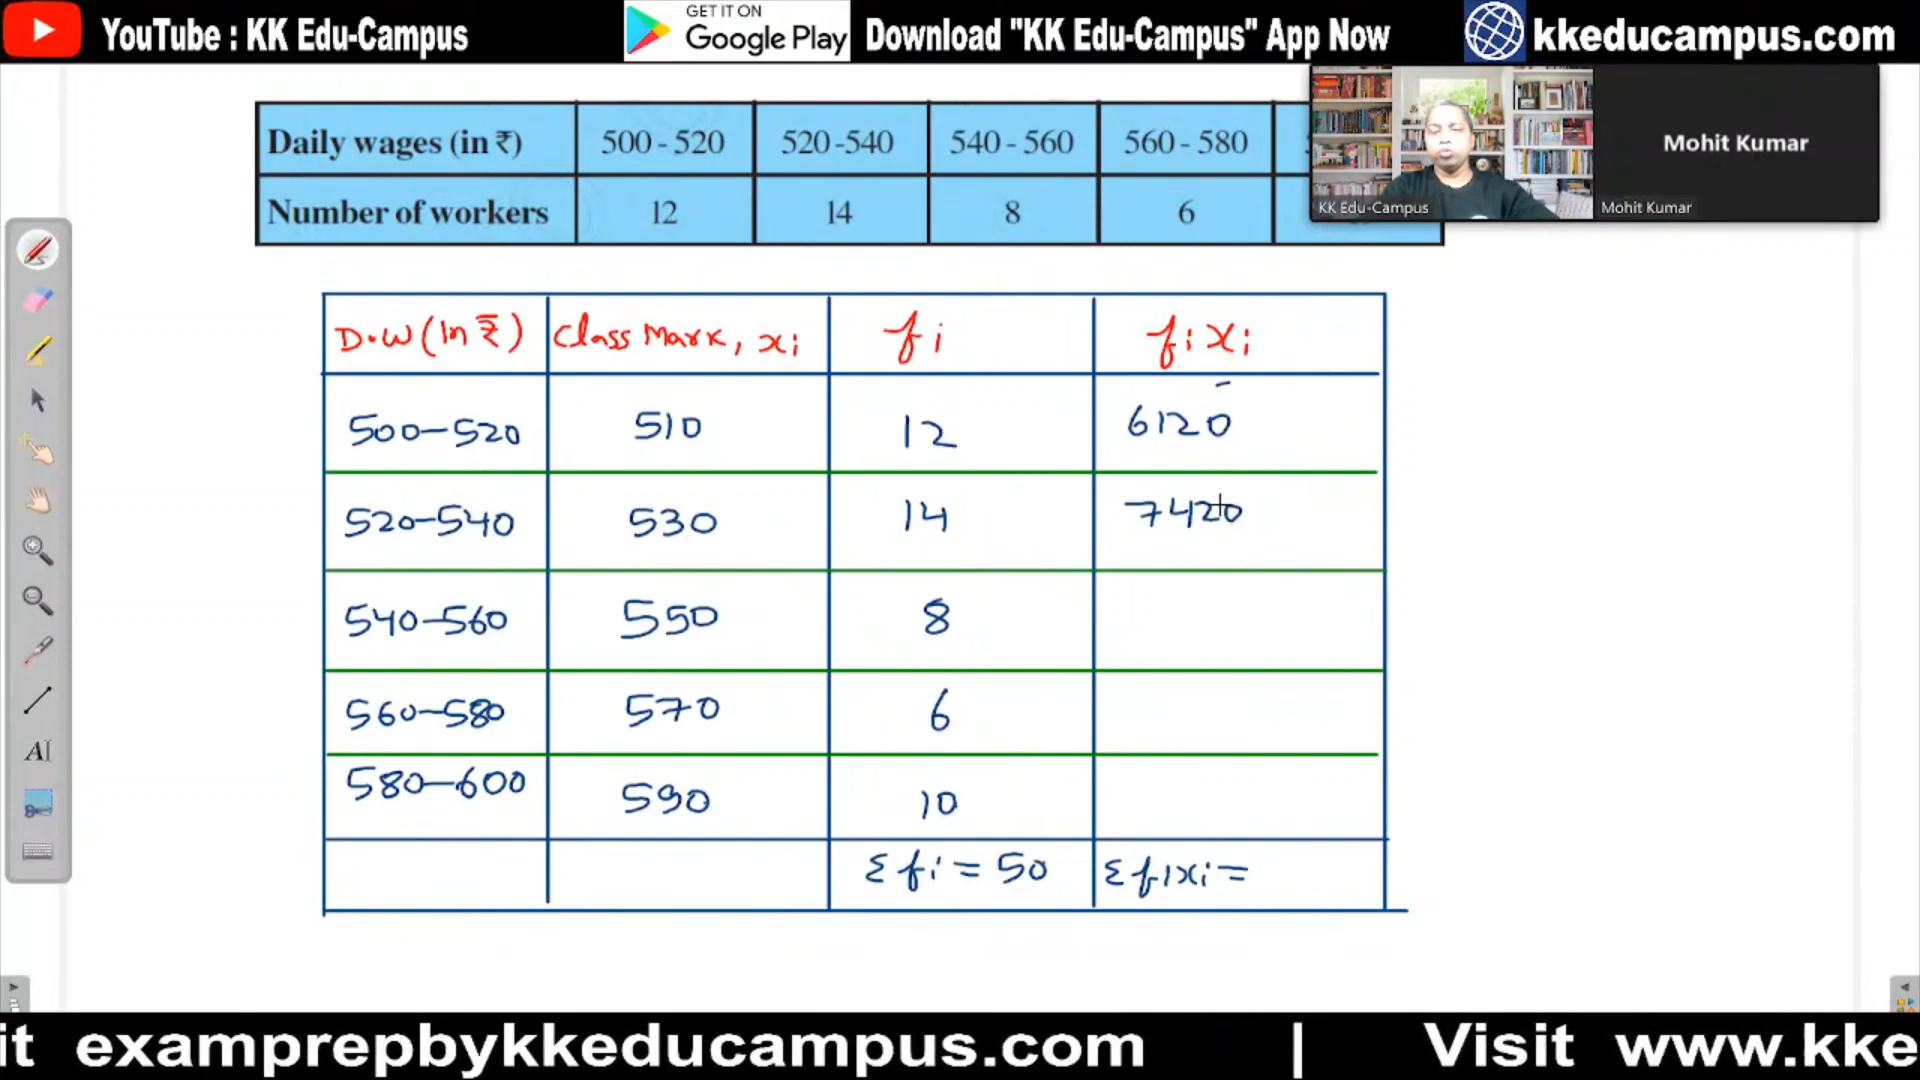 YouTube : KK Edu-Campus
GET IT ON
Google Play
Download "KK Edu-Campus" App Now
kkeducampus.com
Daily wages (in ₹) 500 - 520 520 -540 540 - 560 560 - 580
Number of workers 12 14 8 6
KK Edu-Campus
Mohit Kumar
Mohit Kumar
D.W (In ₹) Class Mark, xi fi fixi
500-520 510 12 6120
520-540 530 14 7420
540-560 550 8
560-580 570 6
580-600 590 10
Σfi = 50 Σfixi =
AI
it examprepbykkeducampus.com | Visit www.kke